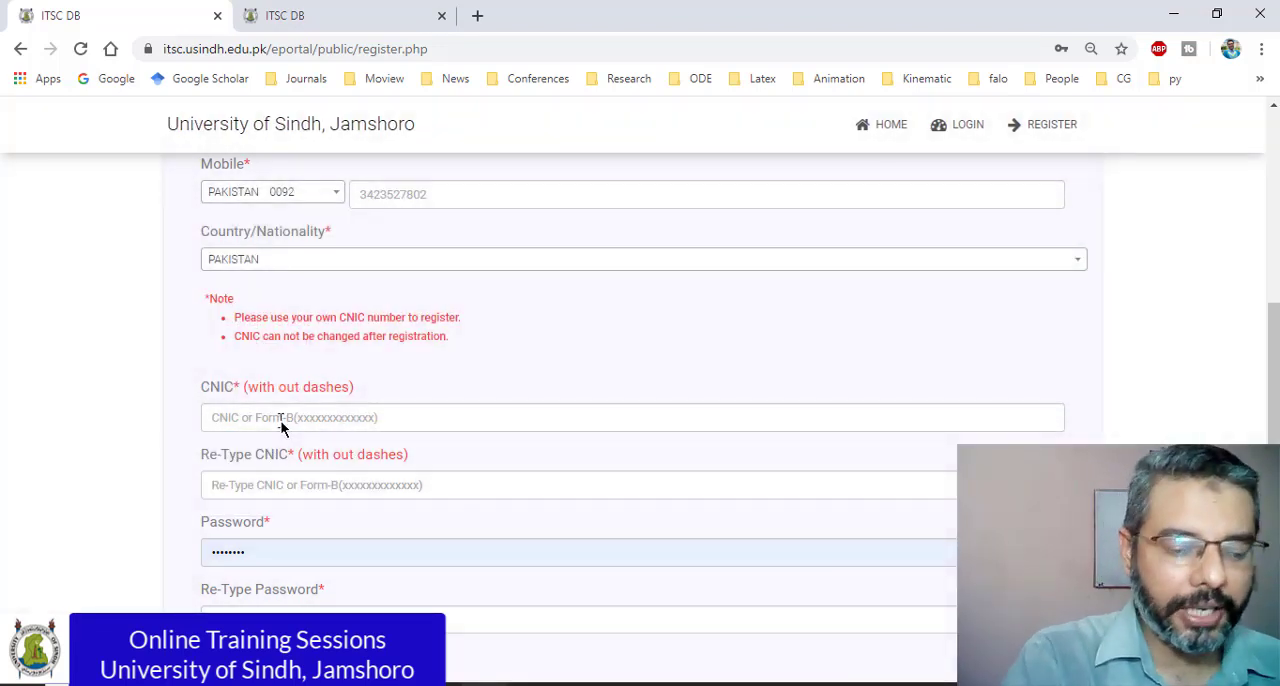 ITSC DB
ITSC DB
itsc.usindh.edu.pk/eportal/public/register.php
ABP
Apps
Google
Google Scholar
Journals
Moview
News
Conferences
Research
ODE
Latex
Animation
Kinematic
falo
People
CG
py
University of Sindh, Jamshoro
HOME
LOGIN
REGISTER
Mobile*
PAKISTAN 0092
3423527802
Country/Nationality*
PAKISTAN
*Note
Please use your own CNIC number to register.
CNIC can not be changed after registration.
CNIC* (with out dashes)
CNIC or Form-B(xxxxxxxxxxxxx)
Re-Type CNIC* (with out dashes)
Re-Type CNIC or Form-B(xxxxxxxxxxxxx)
Password*
••••••••
Re-Type Password*
Online Training Sessions
University of Sindh, Jamshoro